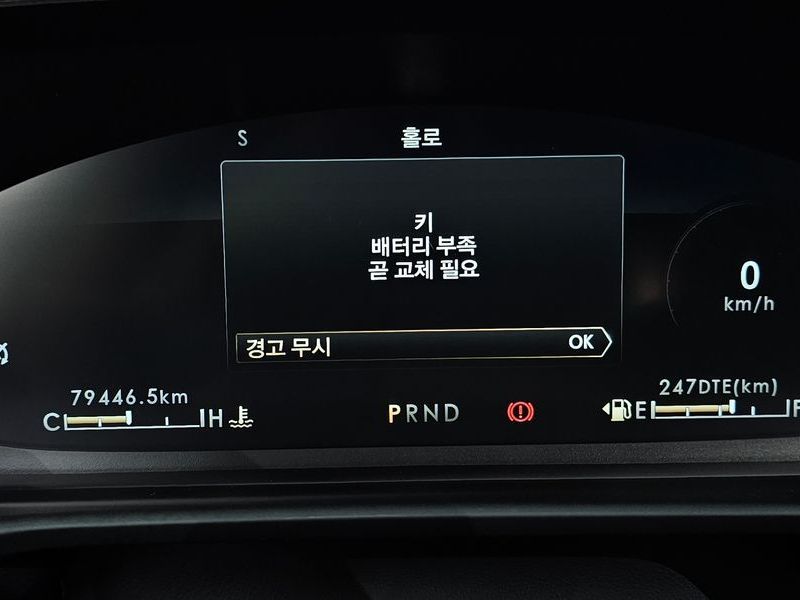 S 홀로
키
배터리 부족
곧 교체 필요
0
km/h
경고 무시 OK
79446.5km 247DTE(km)
C H PRND E F